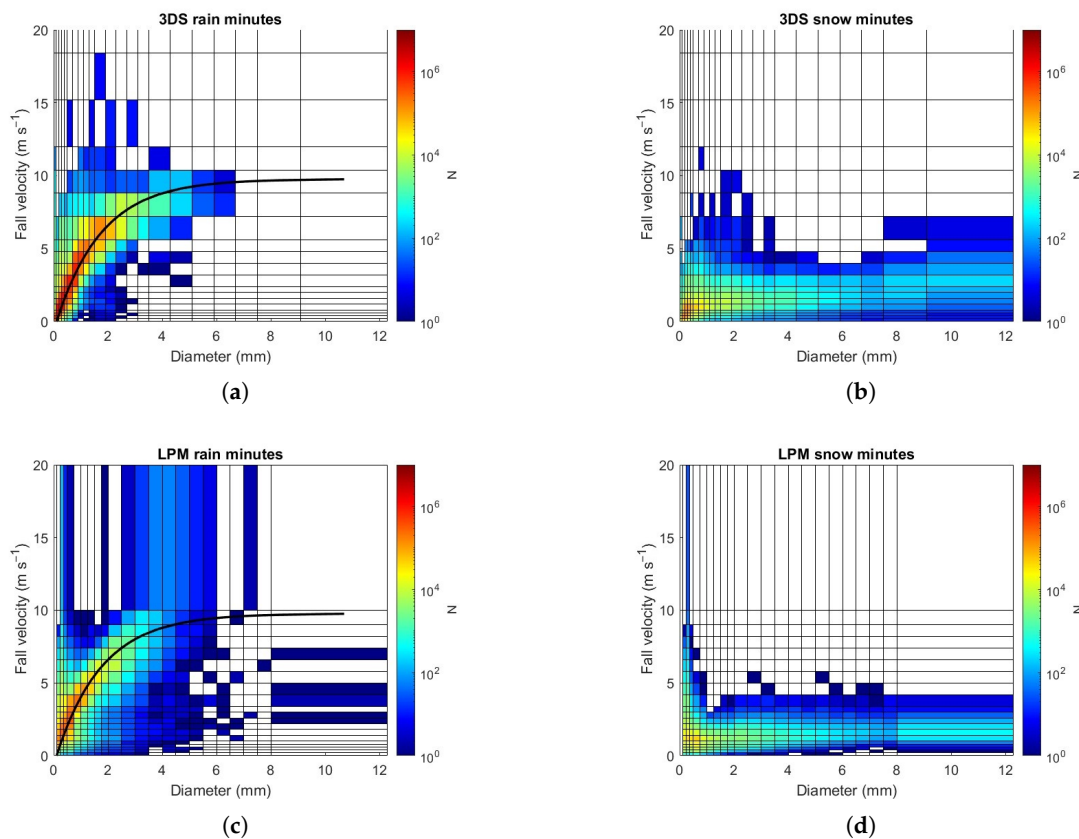 3DS rain minutes
20
15
10
5
0
Fall velocity (m s⁻¹)
0 2 4 6 8 10 12
Diameter (mm)
10⁶
10⁴
10²
10⁰
N
(a)
3DS snow minutes
20
15
10
5
0
Fall velocity (m s⁻¹)
0 2 4 6 8 10 12
Diameter (mm)
10⁶
10⁴
10²
10⁰
N
(b)
LPM rain minutes
20
15
10
5
0
Fall velocity (m s⁻¹)
0 2 4 6 8 10 12
Diameter (mm)
10⁶
10⁴
10²
10⁰
N
(c)
LPM snow minutes
20
15
10
5
0
Fall velocity (m s⁻¹)
0 2 4 6 8 10 12
Diameter (mm)
10⁶
10⁴
10²
10⁰
N
(d)